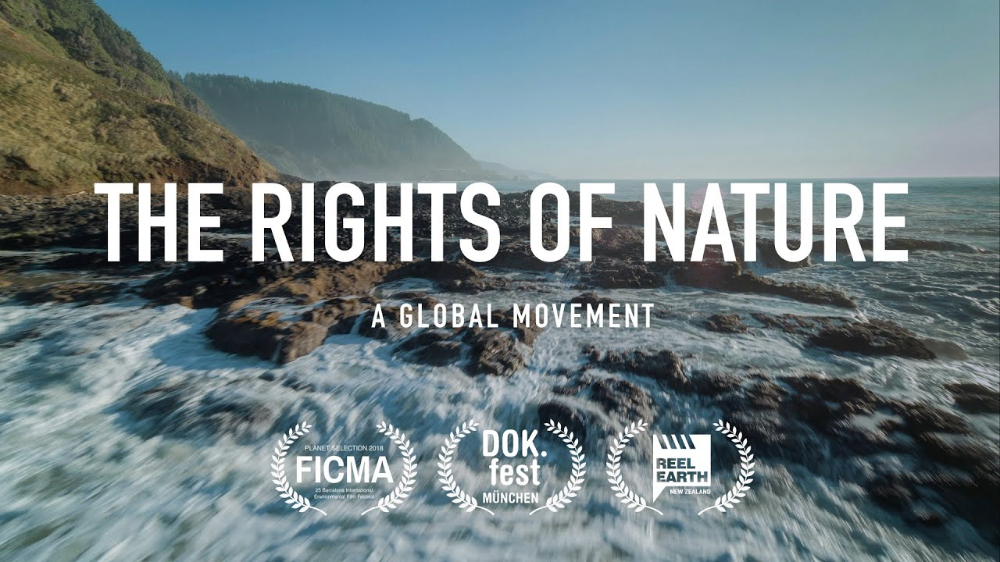 THE RIGHTS OF NATURE
A GLOBAL MOVEMENT
PLANET SELECTION 2018
FICMA
25 Barcelona International
Environmental Film Festival
DOK.
fest
MÜNCHEN
REEL
EARTH
NEW ZEALAND